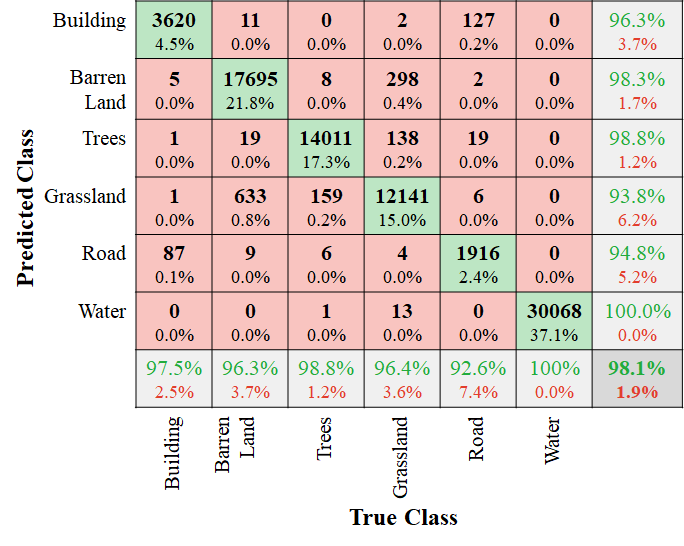 Building 3620 11 0 2 127 0 96.3%
4.5% 0.0% 0.0% 0.0% 0.2% 0.0% 3.7%
Barren Land 5 17695 8 298 2 0 98.3%
0.0% 21.8% 0.0% 0.4% 0.0% 0.0% 1.7%
Trees 1 19 14011 138 19 0 98.8%
0.0% 0.0% 17.3% 0.2% 0.0% 0.0% 1.2%
Grassland 1 633 159 12141 6 0 93.8%
0.0% 0.8% 0.2% 15.0% 0.0% 0.0% 6.2%
Road 87 9 6 4 1916 0 94.8%
0.1% 0.0% 0.0% 0.0% 2.4% 0.0% 5.2%
Water 0 0 1 13 0 30068 100.0%
0.0% 0.0% 0.0% 0.0% 0.0% 37.1% 0.0%
97.5% 96.3% 98.8% 96.4% 92.6% 100% 98.1%
2.5% 3.7% 1.2% 3.6% 7.4% 0.0% 1.9%
Building Barren Land Trees Grassland Road Water
True Class
Predicted Class